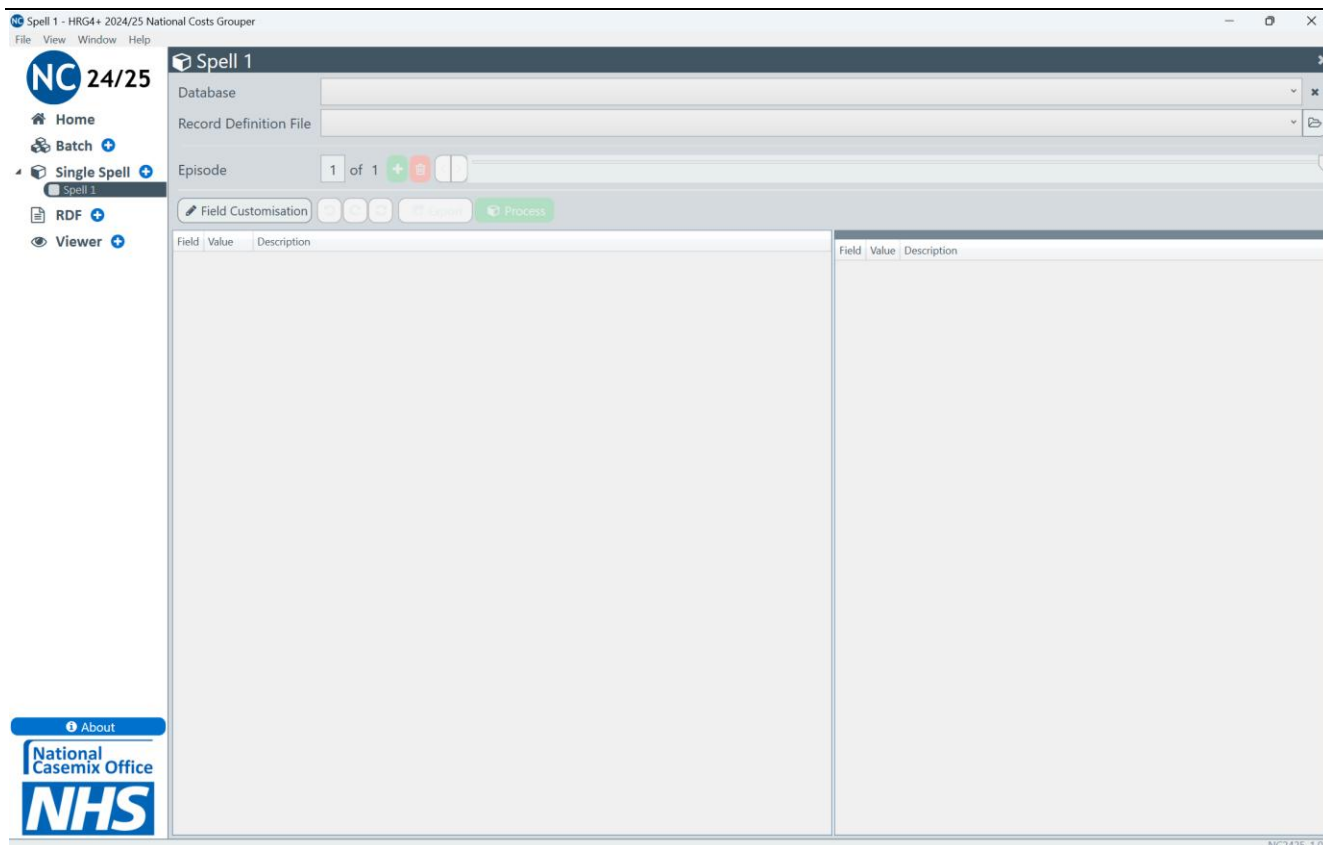 NC Spell 1 - HRG4+ 2024/25 National Costs Grouper
File View Window Help
NC 24/25
Home
Batch
Single Spell
Spell 1
RDF
Viewer
Spell 1
Database
Record Definition File
Episode 1 of 1
Field Customisation Export Process
Field Value Description
Field Value Description
About
National
Casemix Office
NHS